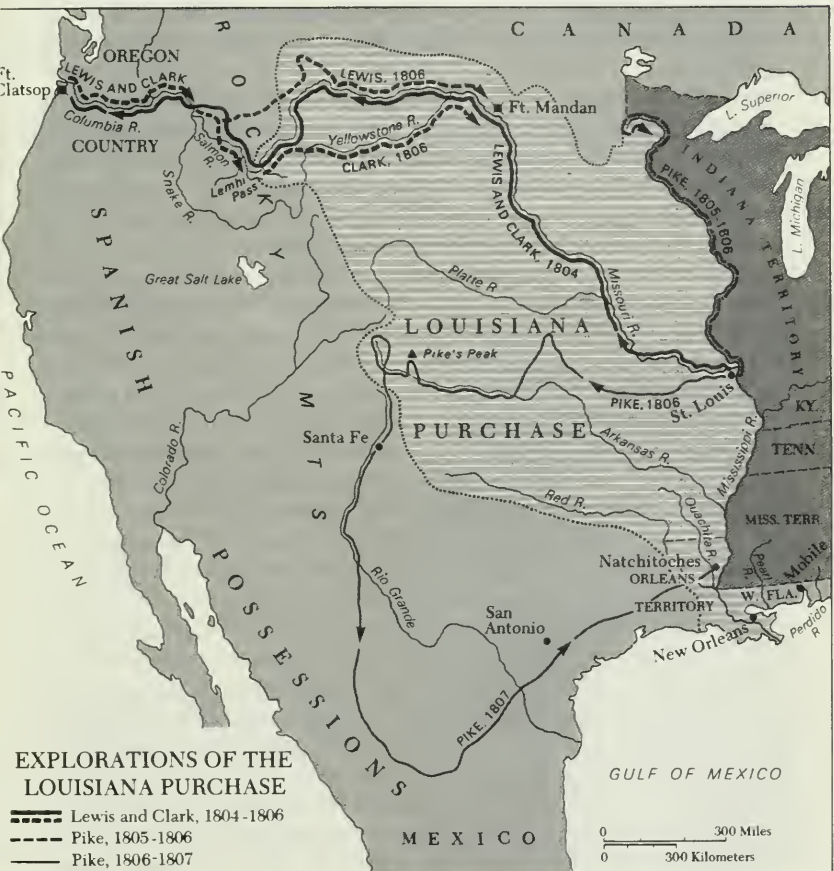 CANADA
ROCKY
MTS
OREGON
COUNTRY
Ft.
Clatsop
LEWIS AND CLARK
Columbia R.
LEWIS, 1806
Ft. Mandan
Yellowstone R.
CLARK, 1806
Salmon
R.
Lemhi
Pass
Snake R.
LEWIS AND CLARK, 1804
L. Superior
INDIANA TERRITORY
PIKE, 1805-1806
L. Michigan
SPANISH
POSSESSIONS
Great Salt Lake
Platte R.
Missouri R.
LOUISIANA
PURCHASE
Pike's Peak
PIKE, 1806
St. Louis
KY.
TENN
MISS. TERR.
PACIFIC OCEAN
Colorado R.
Santa Fe
Arkansas R.
Mississippi R.
Red R.
Ouachita R.
Natchitoches
ORLEANS
TERRITORY
Pearl
R.
Mobile
W. FLA.
Perdido
R
New Orleans
Rio Grande
San
Antonio
PIKE, 1807
GULF OF MEXICO
MEXICO
EXPLORATIONS OF THE
LOUISIANA PURCHASE
Lewis and Clark, 1804-1806
Pike, 1805-1806
Pike, 1806-1807
0 300 Miles
0 300 Kilometers